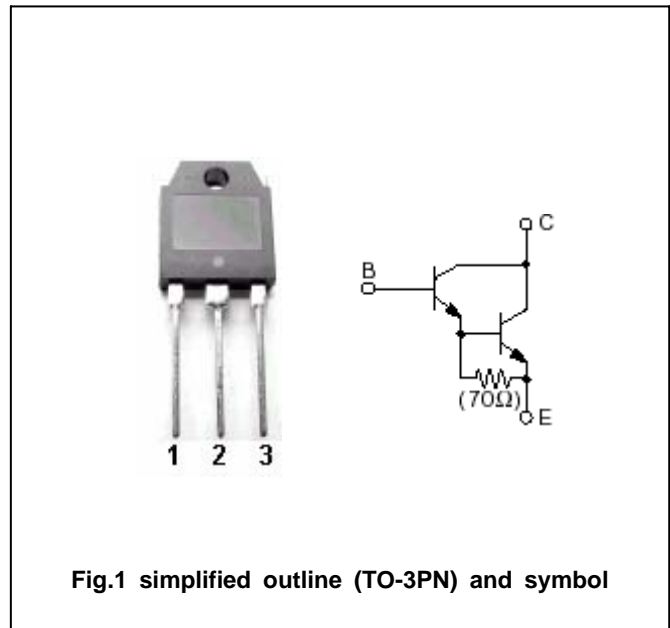 C
B
(70Ω)
E
1 2 3
Fig.1 simplified outline (TO-3PN) and symbol